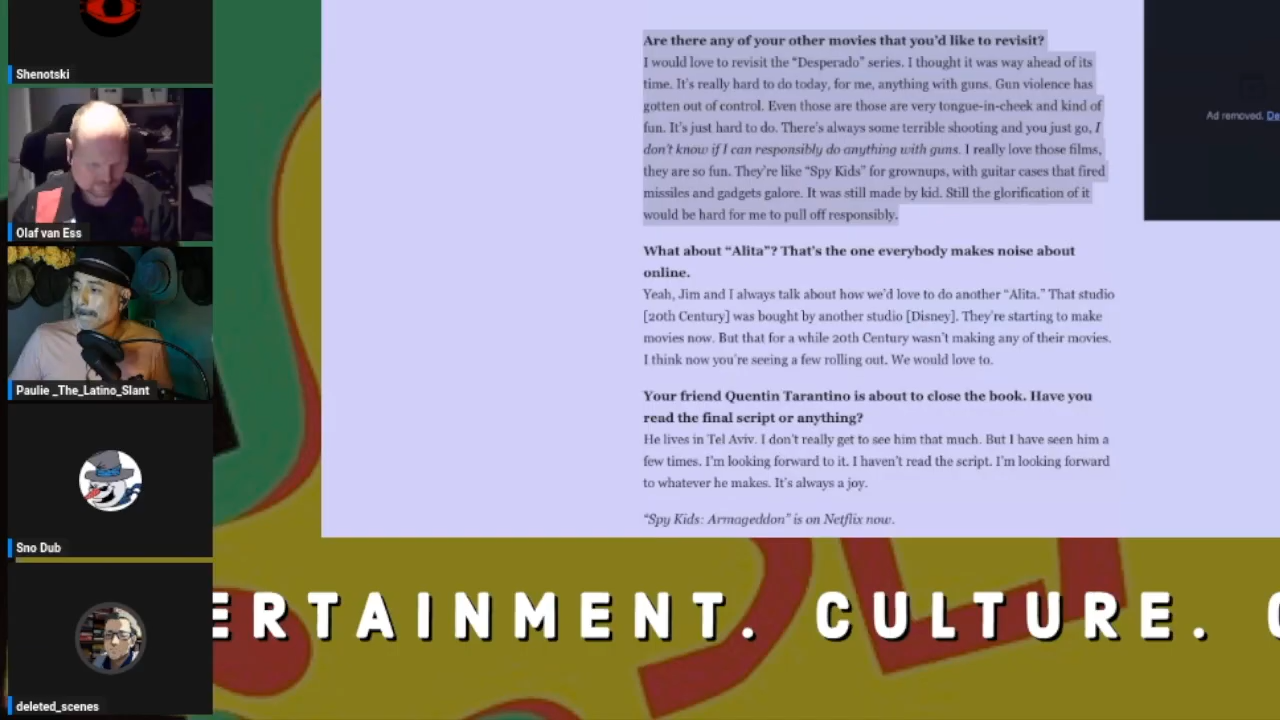 Shenotski
Olaf van Ess
Paulie _The_Latino_Slant
Sno Dub
deleted_scenes
Are there any of your other movies that you'd like to revisit?
I would love to revisit the “Desperado” series. I thought it was way ahead of its
time. It's really hard to do today, for me, anything with guns. Gun violence has
gotten out of control. Even those are those are very tongue-in-cheek and kind of
fun. It's just hard to do. There's always some terrible shooting and you just go, I
don't know if I can responsibly do anything with guns. I really love those films,
they are so fun. They're like “Spy Kids” for grownups, with guitar cases that fired
missiles and gadgets galore. It was still made by kid. Still the glorification of it
would be hard for me to pull off responsibly.
What about “Alita”? That's the one everybody makes noise about
online.
Yeah, Jim and I always talk about how we'd love to do another “Alita.” That studio
[20th Century] was bought by another studio [Disney]. They're starting to make
movies now. But that for a while 20th Century wasn't making any of their movies.
I think now you're seeing a few rolling out. We would love to.
Your friend Quentin Tarantino is about to close the book. Have you
read the final script or anything?
He lives in Tel Aviv. I don't really get to see him that much. But I have seen him a
few times. I'm looking forward to it. I haven't read the script. I'm looking forward
to whatever he makes. It's always a joy.
“Spy Kids: Armageddon” is on Netflix now.
Ad removed. De
ERTAINMENT. CULTURE.